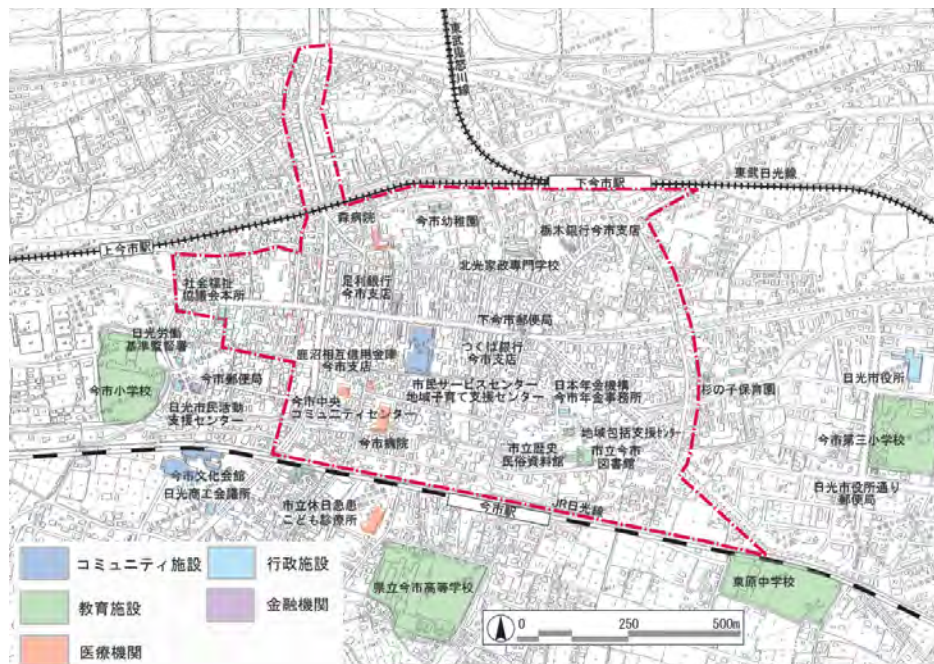 東武鬼怒川線
下今市駅
東武日光線
上今市駅
森病院
今市幼稚園
栃木銀行今市支店
北光家政専門学校
足利銀行
今市支店
社会福祉
協議会本所
下今市郵便局
日光労働
基準監督署
鹿沼相互信用金庫
今市支店
つくば銀行
今市支店
今市小学校
今市郵便局
市民サービスセンター
地域子育て支援センター
日本年金機構
今市年金事務所
杉の子保育園
日光市役所
日光市民活動
支援センター
今市中央
コミュニティセンター
今市病院
地域包括支援センター
市立歴史
民俗資料館
市立今市
図書館
今市第三小学校
今市文化会館
日光商工会議所
日光市役所通り
郵便局
市立休日急患
こども診療所
今市駅
JR日光線
県立今市高等学校
東原中学校
コミュニティ施設
行政施設
教育施設
金融機関
医療機関
0 250 500m